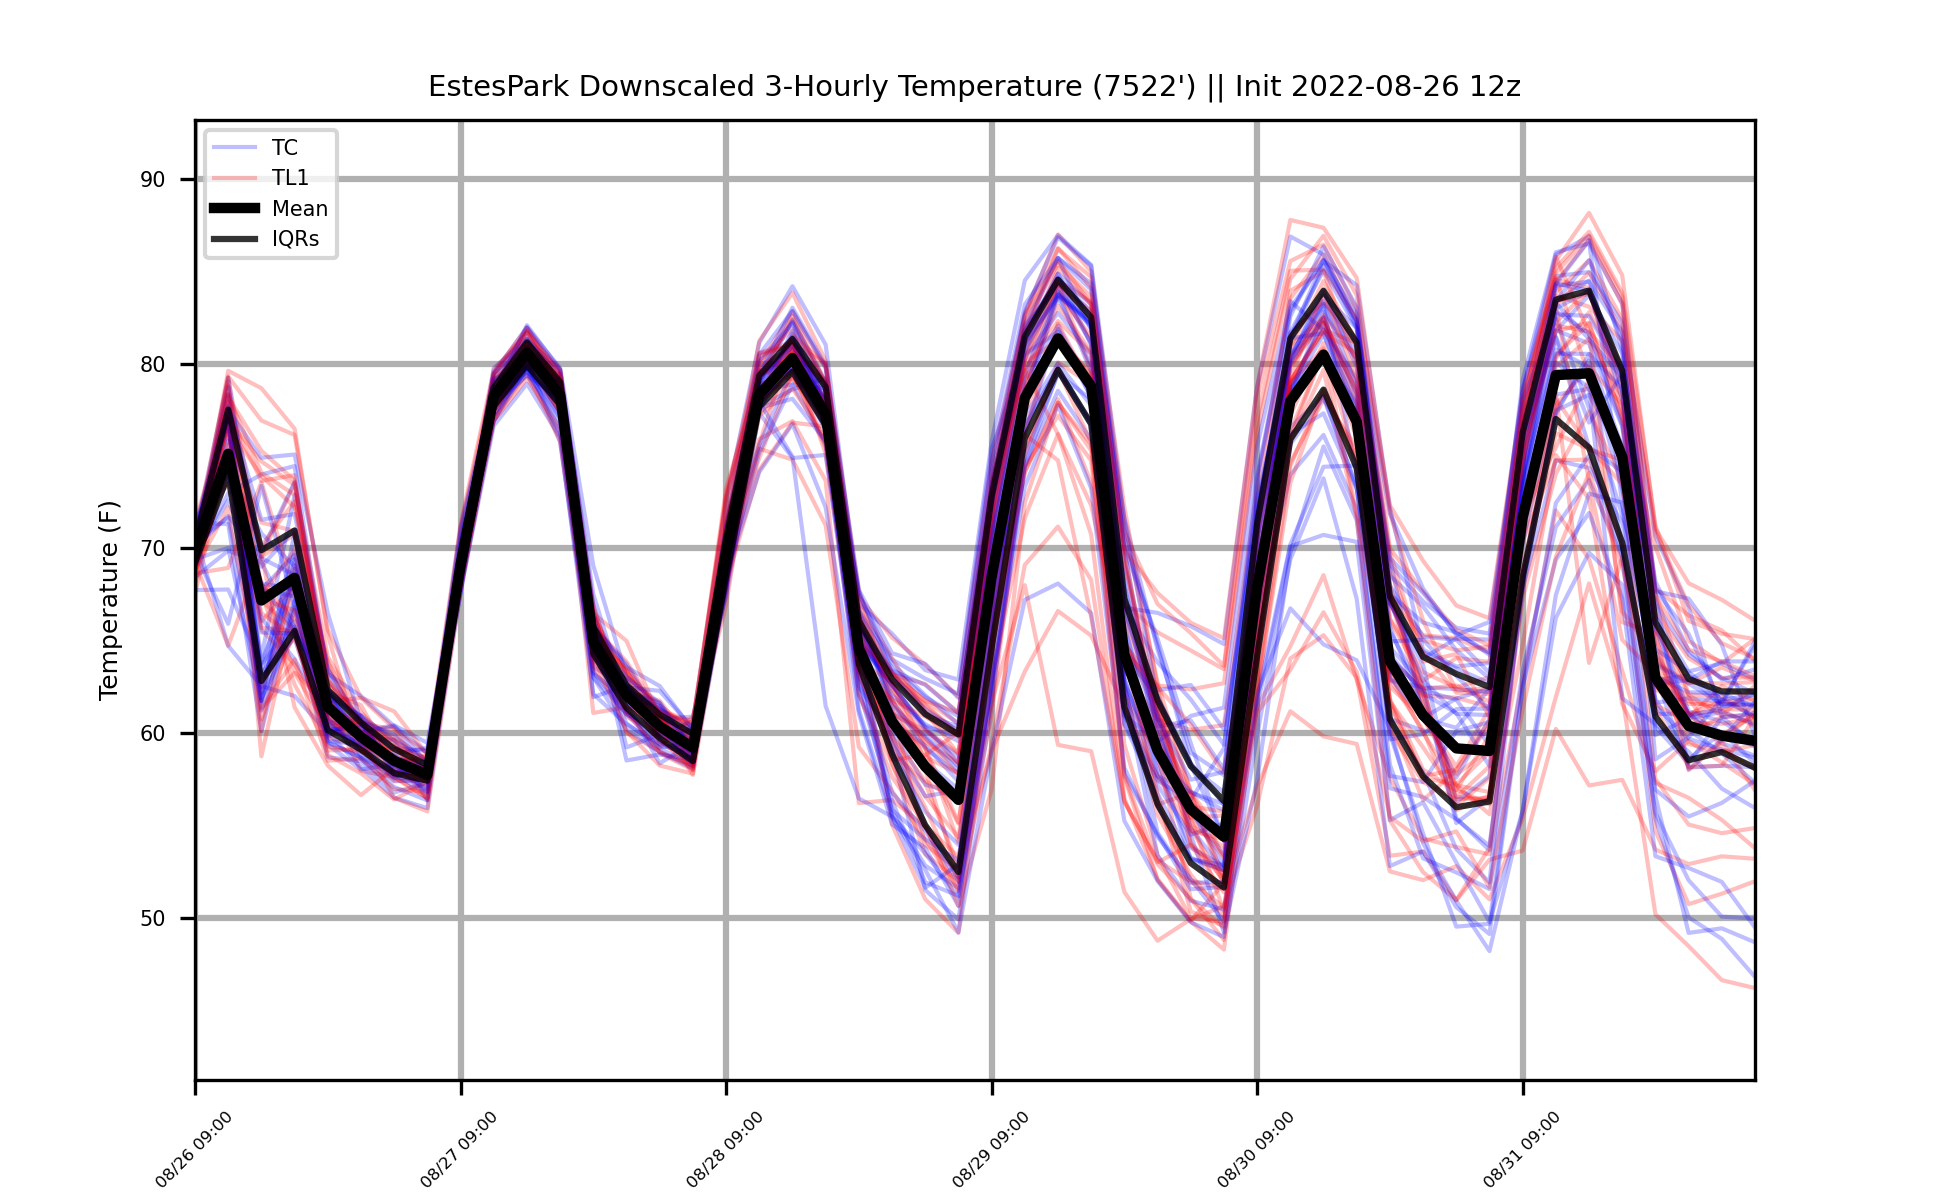 EstesPark Downscaled 3-Hourly Temperature (7522') || Init 2022-08-26 12z
TC
TL1
Mean
IQRs
Temperature (F)
90
80
70
60
50
08/26 09:00
08/27 09:00
08/28 09:00
08/29 09:00
08/30 09:00
08/31 09:00